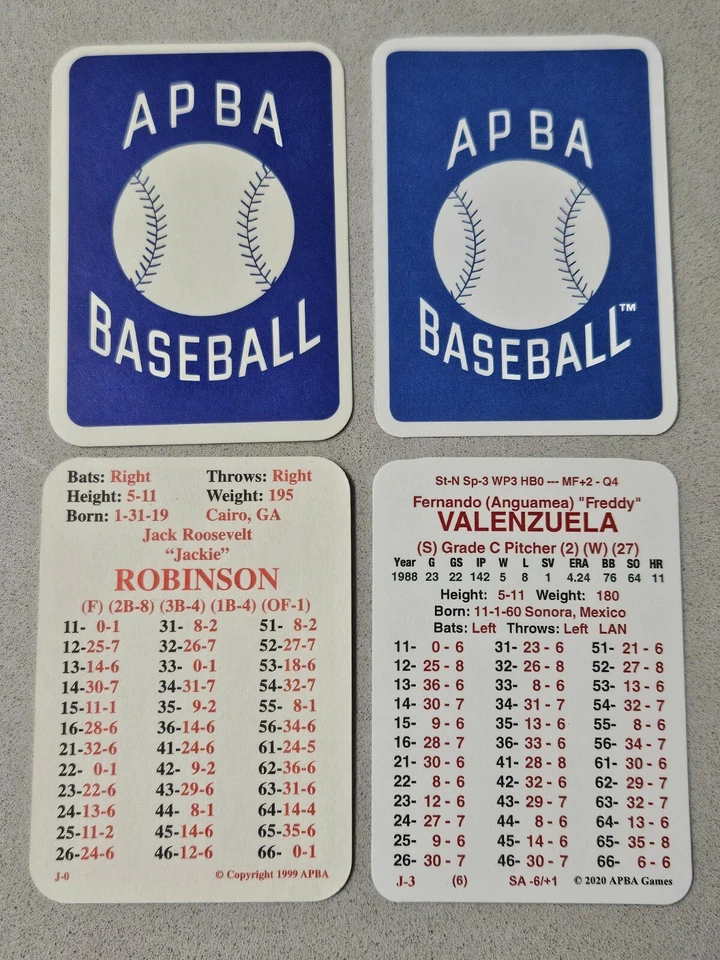 APBA
BASEBALL
APBA
BASEBALL™
Bats: Right Throws: Right
Height: 5-11 Weight: 195
Born: 1-31-19 Cairo, GA
Jack Roosevelt
“Jackie”
ROBINSON
(F) (2B-8) (3B-4) (1B-4) (OF-1)
11- 0-1 31- 8-2 51- 8-2
12-25-7 32-26-7 52-27-7
13-14-6 33- 0-1 53-18-6
14-30-7 34-31-7 54-32-7
15-11-1 35- 9-2 55- 8-1
16-28-6 36-14-6 56-34-6
21-32-6 41-24-6 61-24-5
22- 0-1 42- 9-2 62-36-6
23-22-6 43-29-6 63-31-6
24-13-6 44- 8-1 64-14-4
25-11-2 45-14-6 65-35-6
26-24-6 46-12-6 66- 0-1
J-0 © Copyright 1999 APBA
St-N Sp-3 WP3 HB0 --- MF+2 - Q4
Fernando (Anguamea) "Freddy"
VALENZUELA
(S) Grade C Pitcher (2) (W) (27)
Year G GS IP W L SV ERA BB SO HR
1988 23 22 142 5 8 1 4.24 76 64 11
Height: 5-11 Weight: 180
Born: 11-1-60 Sonora, Mexico
Bats: Left Throws: Left LAN
11- 0 - 6 31- 23 - 6 51- 21 - 6
12- 25 - 8 32- 26 - 8 52- 27 - 8
13- 36 - 6 33- 8 - 6 53- 13 - 6
14- 30 - 7 34- 31 - 7 54- 32 - 7
15- 9 - 6 35- 13 - 6 55- 8 - 6
16- 28 - 7 36- 33 - 6 56- 34 - 7
21- 30 - 6 41- 28 - 8 61- 30 - 6
22- 8 - 6 42- 32 - 6 62- 29 - 7
23- 12 - 6 43- 29 - 7 63- 32 - 7
24- 27 - 7 44- 8 - 6 64- 13 - 6
25- 9 - 6 45- 14 - 6 65- 35 - 8
26- 30 - 7 46- 30 - 7 66- 6 - 6
J-3 (6) SA -6/+1 © 2020 APBA Games